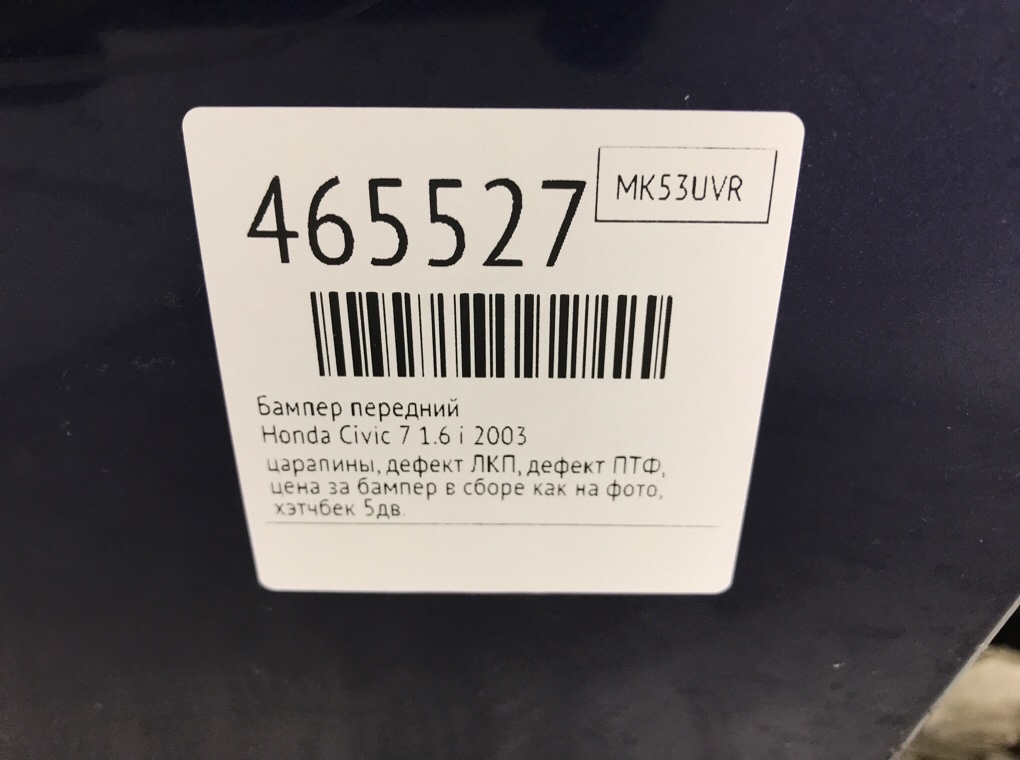 465527
MK53UVR
Бампер передний
Honda Civic 7 1.6 i 2003
царапины, дефект ЛКП, дефект ПТФ,
цена за бампер в сборе как на фото,
хэтчбек 5дв.